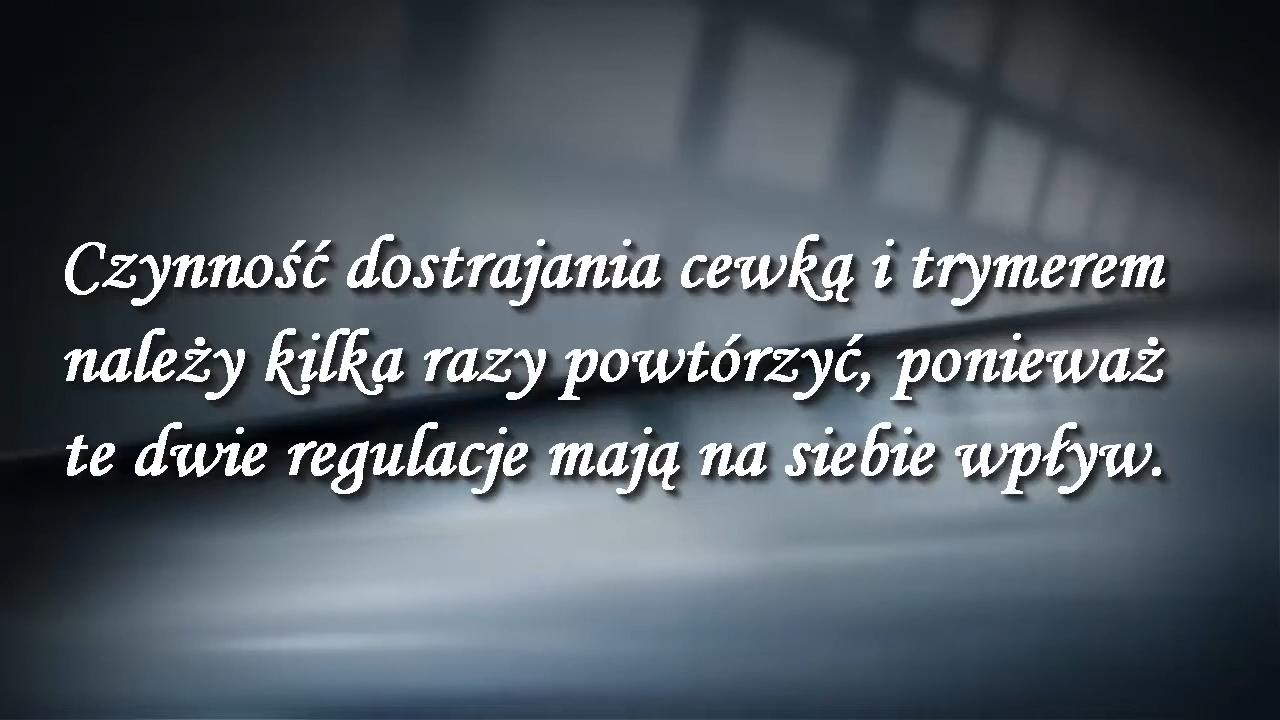 Czynność dostrajania cewką i trymerem
należy kilka razy powtórzyć, ponieważ
te dwie regulacje mają na siebie wpływ.